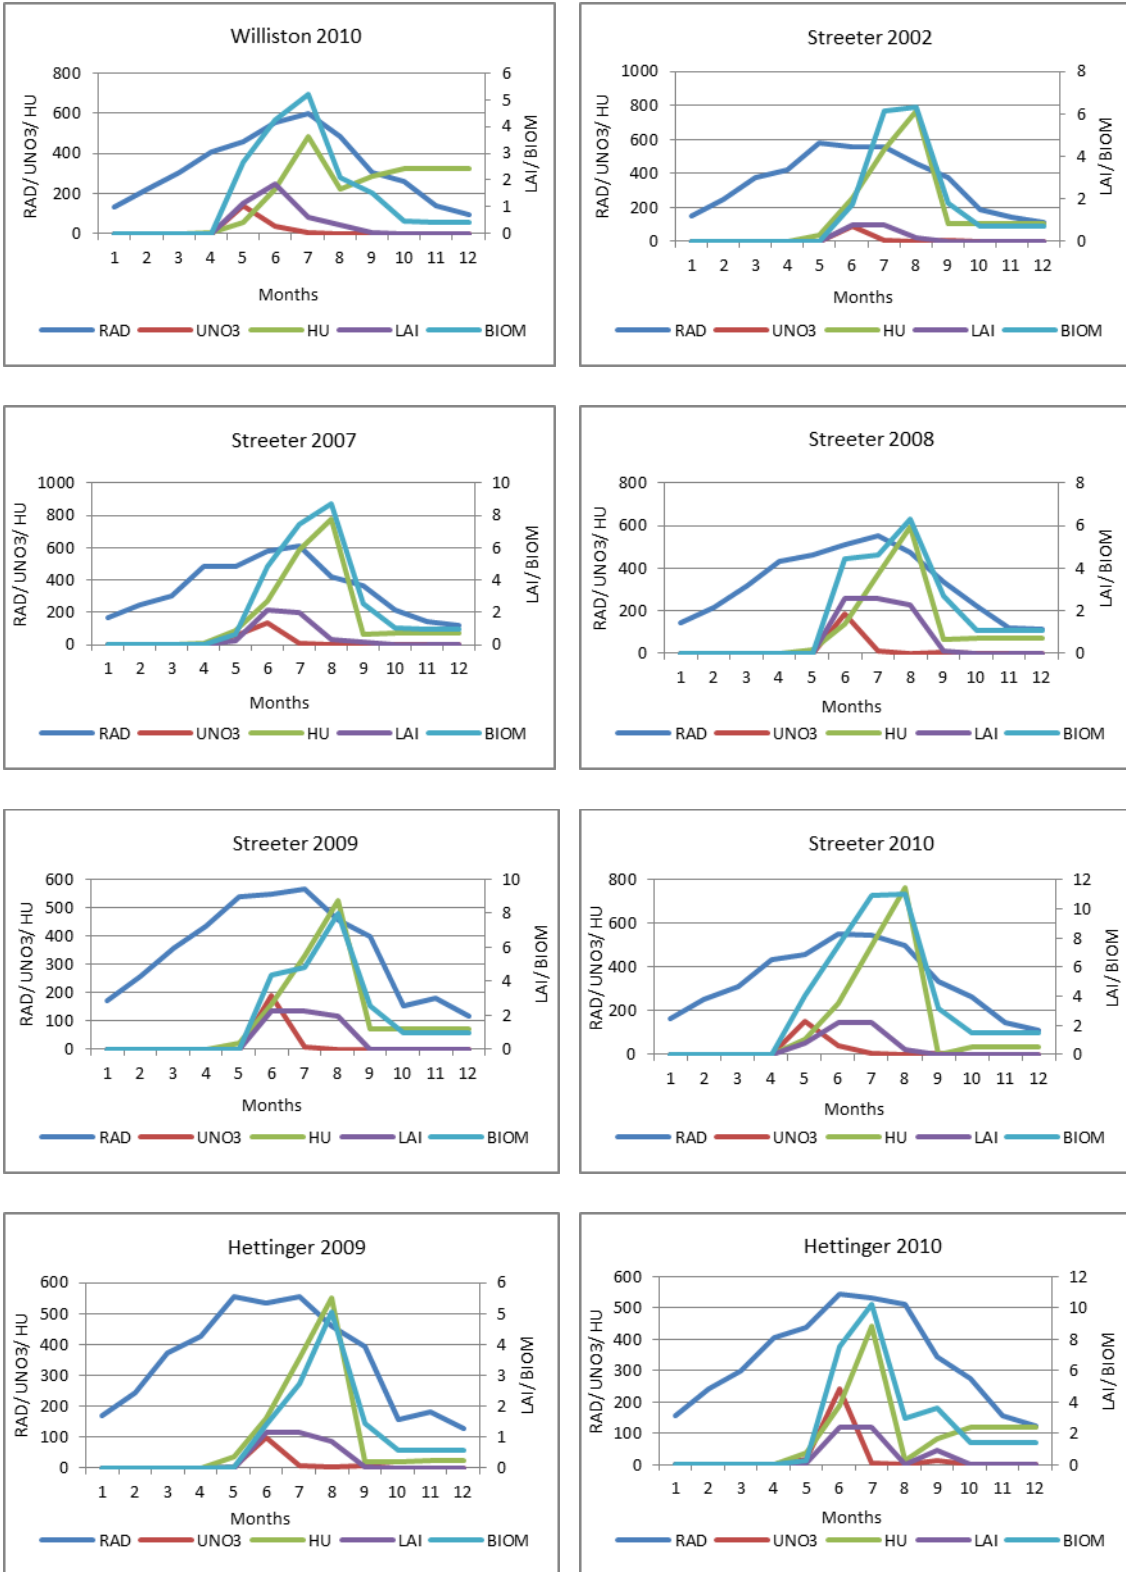 Williston 2010
800 600 400 200 0
6 5 4 3 2 1 0
RAD/ UNO3/ HU
LAI/ BIOM
1 2 3 4 5 6 7 8 9 10 11 12
Months
RAD UNO3 HU LAI BIOM
Streeter 2002
1000 800 600 400 200 0
8 6 4 2 0
RAD/ UNO3/ HU
LAI/ BIOM
1 2 3 4 5 6 7 8 9 10 11 12
Months
RAD UNO3 HU LAI BIOM
Streeter 2007
1000 800 600 400 200 0
10 8 6 4 2 0
RAD/ UNO3/ HU
LAI/ BIOM
1 2 3 4 5 6 7 8 9 10 11 12
Months
RAD UNO3 HU LAI BIOM
Streeter 2008
800 600 400 200 0
8 6 4 2 0
RAD/ UNO3/ HU
LAI/ BIOM
1 2 3 4 5 6 7 8 9 10 11 12
Months
RAD UNO3 HU LAI BIOM
Streeter 2009
600 500 400 300 200 100 0
10 8 6 4 2 0
RAD/ UNO3/ HU
LAI/ BIOM
1 2 3 4 5 6 7 8 9 10 11 12
Months
RAD UNO3 HU LAI BIOM
Streeter 2010
800 600 400 200 0
12 10 8 6 4 2 0
RAD/ UNO3/ HU
LAI/ BIOM
1 2 3 4 5 6 7 8 9 10 11 12
Months
RAD UNO3 HU LAI BIOM
Hettinger 2009
600 500 400 300 200 100 0
6 5 4 3 2 1 0
RAD/ UNO3/ HU
LAI/ BIOM
1 2 3 4 5 6 7 8 9 10 11 12
Months
RAD UNO3 HU LAI BIOM
Hettinger 2010
600 500 400 300 200 100 0
12 10 8 6 4 2 0
RAD/ UNO3/ HU
LAI/ BIOM
1 2 3 4 5 6 7 8 9 10 11 12
Months
RAD UNO3 HU LAI BIOM